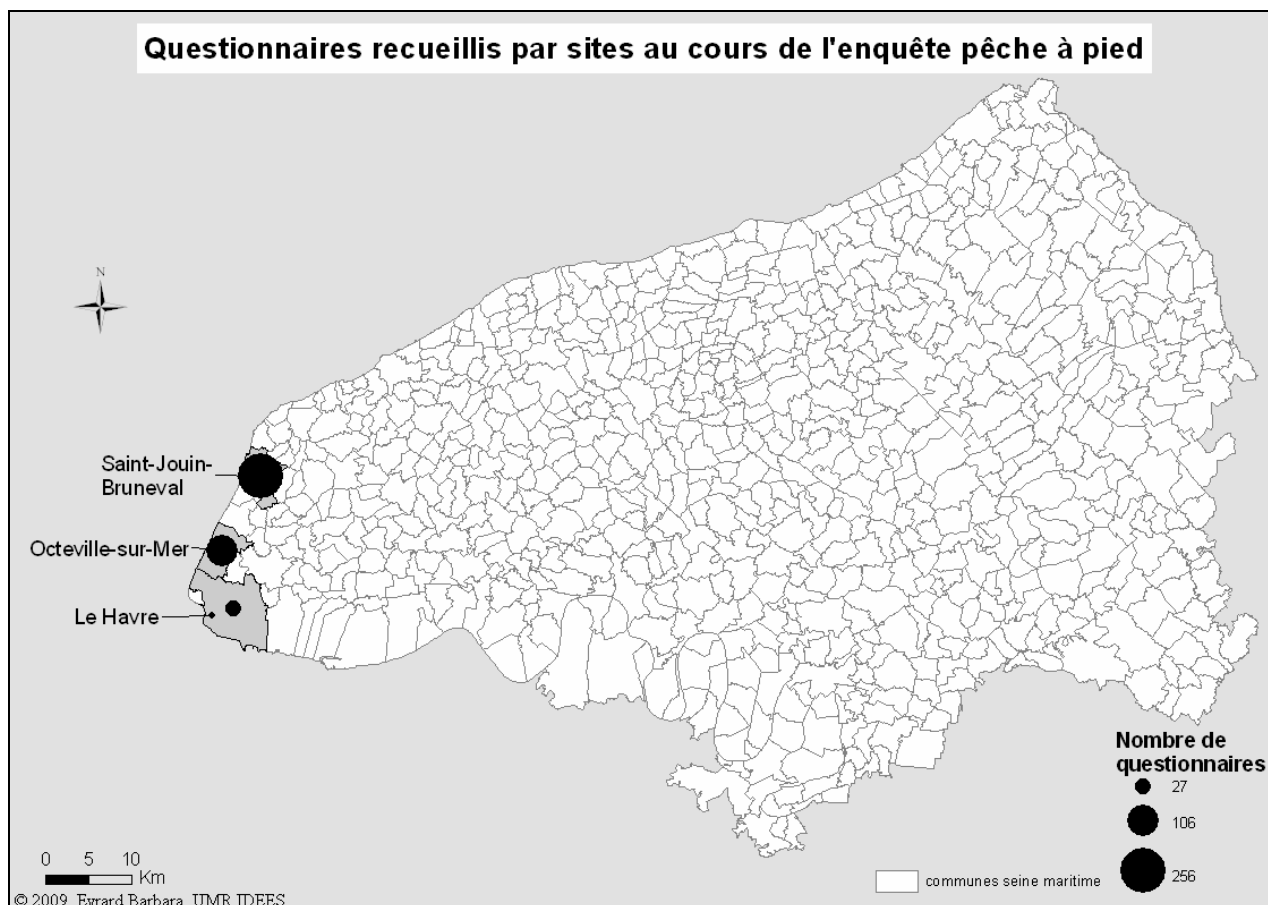 Questionnaires recueillis par sites au cours de l'enquête pêche à pied
N
Saint-Jouin-
Bruneval
Octeville-sur-Mer
Le Havre
Nombre de
questionnaires
27
106
256
communes seine maritime
0 5 10
Km
© 2009 Evrard Barbara UMR IDEES